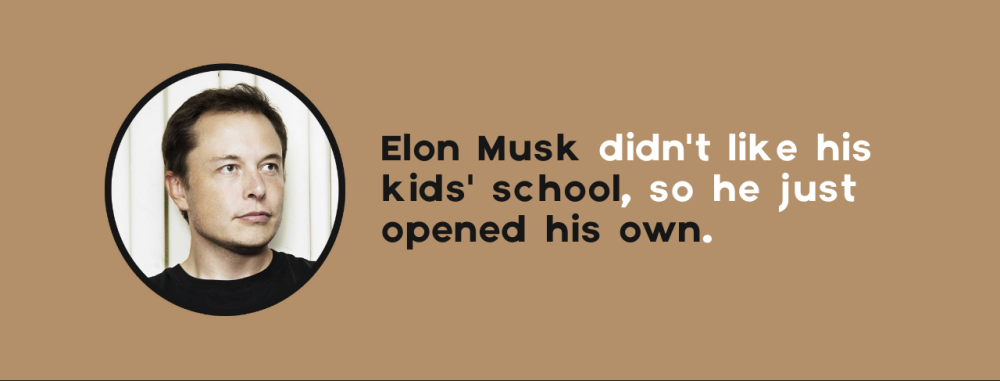 Elon Musk didn't like his
kids' school, so he just
opened his own.